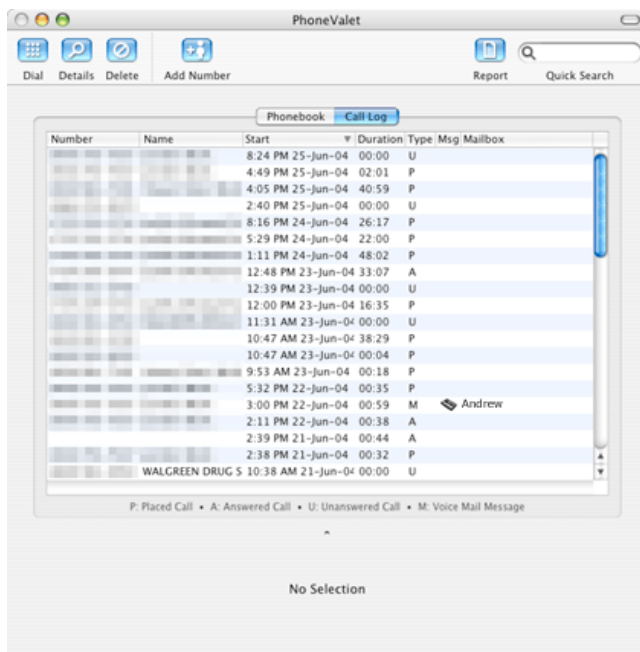 PhoneValet
Dial Details Delete Add Number Report Quick Search
Phonebook Call Log
Number Name Start Duration Type Msg Mailbox
8:24 PM 25-Jun-04 00:00 U
4:49 PM 25-Jun-04 02:01 P
4:05 PM 25-Jun-04 40:59 P
2:40 PM 25-Jun-04 00:00 U
8:16 PM 24-Jun-04 26:17 P
5:29 PM 24-Jun-04 22:00 P
1:11 PM 24-Jun-04 48:02 P
12:48 PM 23-Jun-04 33:07 A
12:39 PM 23-Jun-04 00:00 U
12:00 PM 23-Jun-04 16:35 P
11:31 AM 23-Jun-04 00:00 U
10:47 AM 23-Jun-04 38:29 P
10:47 AM 23-Jun-04 00:04 P
9:53 AM 23-Jun-04 00:18 P
5:32 PM 22-Jun-04 00:35 P
3:00 PM 22-Jun-04 00:59 M Andrew
2:11 PM 22-Jun-04 00:38 A
2:39 PM 21-Jun-04 00:44 A
2:38 PM 21-Jun-04 00:32 P
WALGREEN DRUG S 10:38 AM 21-Jun-04 00:00 U
P: Placed Call • A: Answered Call • U: Unanswered Call • M: Voice Mail Message
No Selection